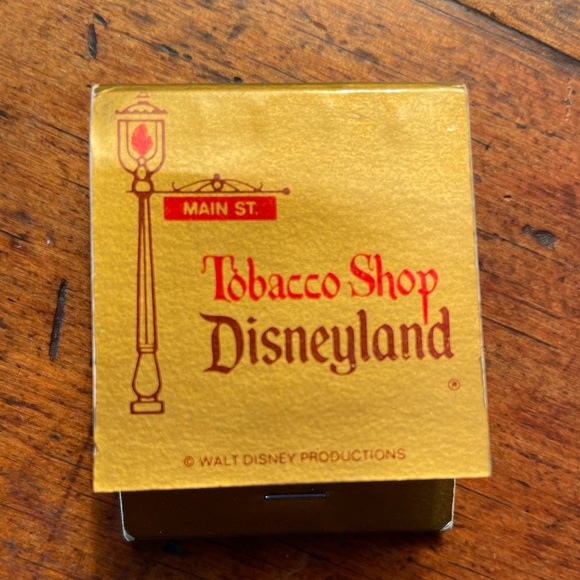 MAIN ST.
Tobacco Shop
Disneyland
®
© WALT DISNEY PRODUCTIONS